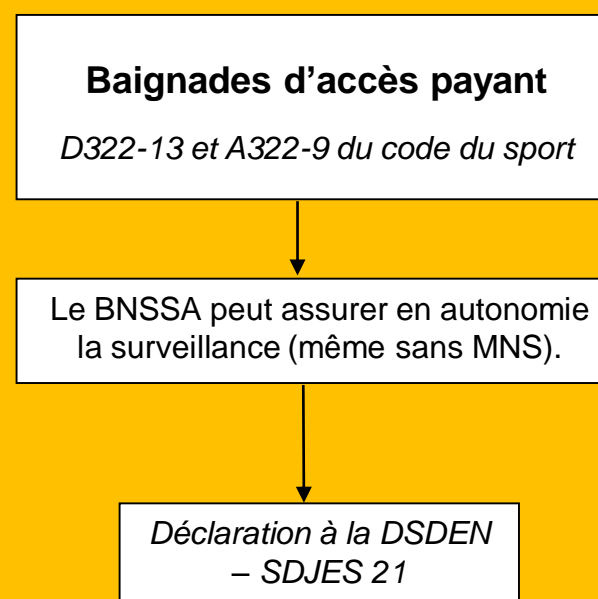 Baignades d’accès payant
D322-13 et A322-9 du code du sport
Le BNSSA peut assurer en autonomie
la surveillance (même sans MNS).
Déclaration à la DSDEN
– SDJES 21